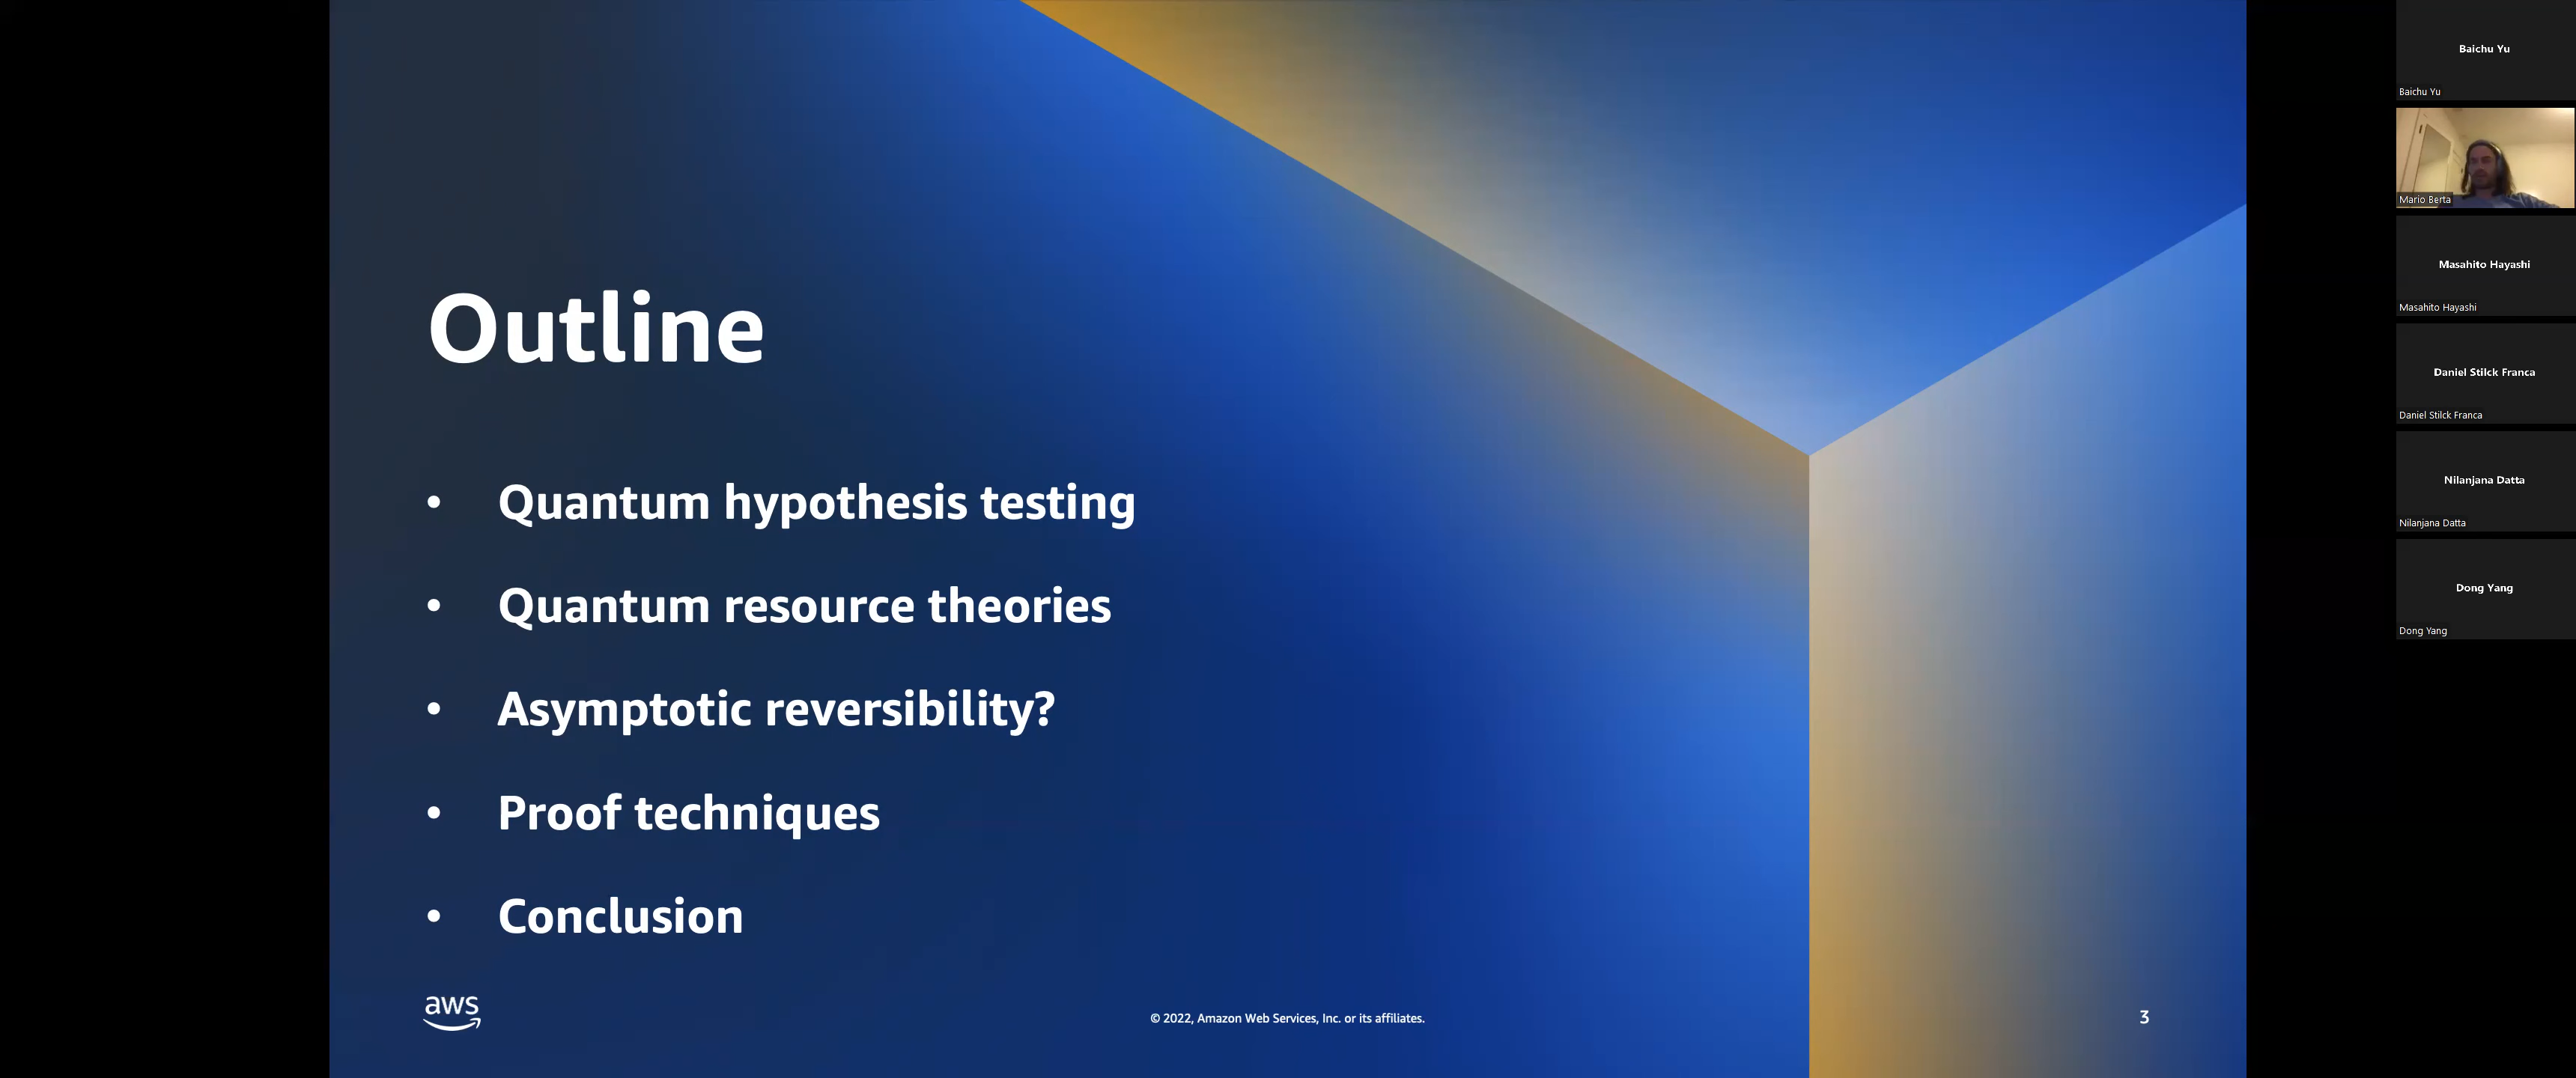 Outline
• Quantum hypothesis testing
• Quantum resource theories
• Asymptotic reversibility?
• Proof techniques
• Conclusion
aws
© 2022, Amazon Web Services, Inc. or its affiliates.
3
Baichu Yu
Baichu Yu
Mario Berta
Masahito Hayashi
Masahito Hayashi
Daniel Stilck Franca
Daniel Stilck Franca
Nilanjana Datta
Nilanjana Datta
Dong Yang
Dong Yang